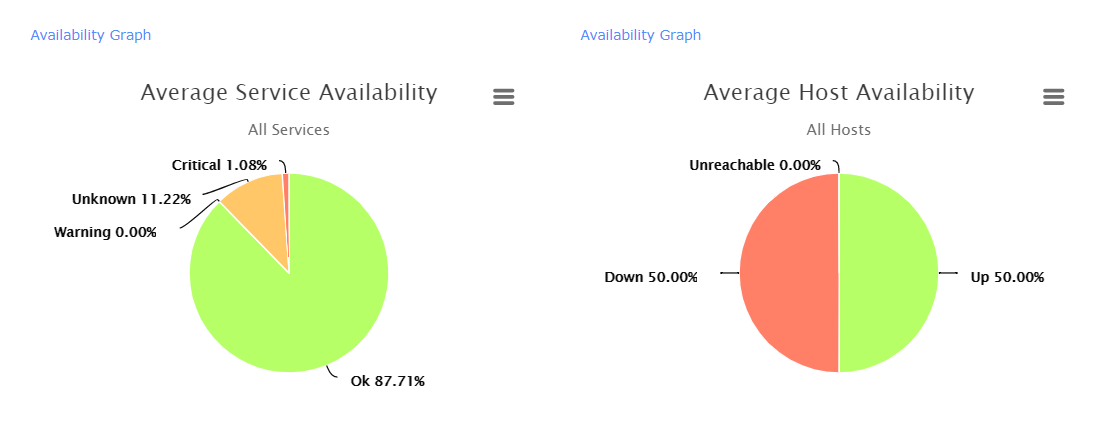 Availability Graph
Average Service Availability
All Services
Critical 1.08%
Unknown 11.22%
Warning 0.00%
Ok 87.71%
Availability Graph
Average Host Availability
All Hosts
Unreachable 0.00%
Down 50.00%
Up 50.00%